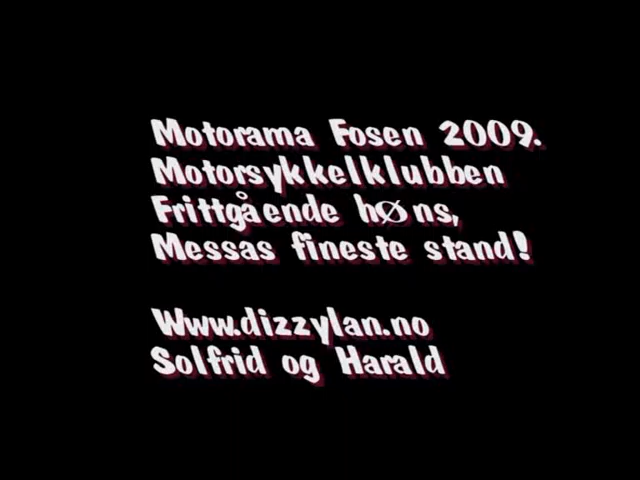 Motorama Fosen 2009.
Motorsykkelklubben
Frittgående høns,
Messas fineste stand!
Www.dizzylan.no
Solfrid og Harald